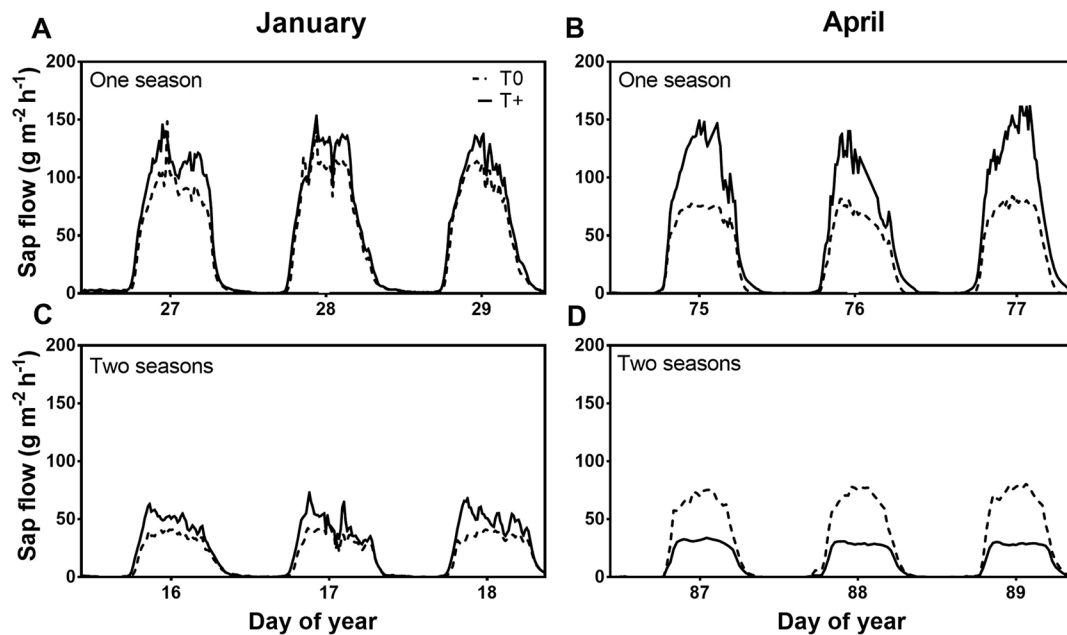 A
January
B
April
One season
T0
T+
One season
200
150
100
50
0
Sap flow (g m⁻² h⁻¹)
27
28
29
75
76
77
C
D
Two seasons
Two seasons
200
150
100
50
0
200
150
100
50
0
200
150
100
50
0
Sap flow (g m⁻² h⁻¹)
16
17
18
87
88
89
Day of year
Day of year